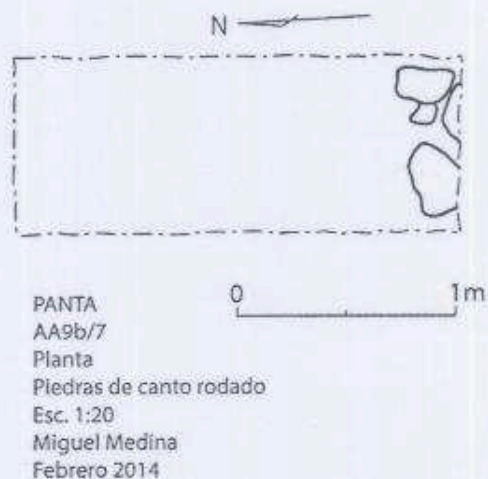 N
0 1m
PANTA
AA9b/7
Planta
Piedras de canto rodado
Esc. 1:20
Miguel Medina
Febrero 2014